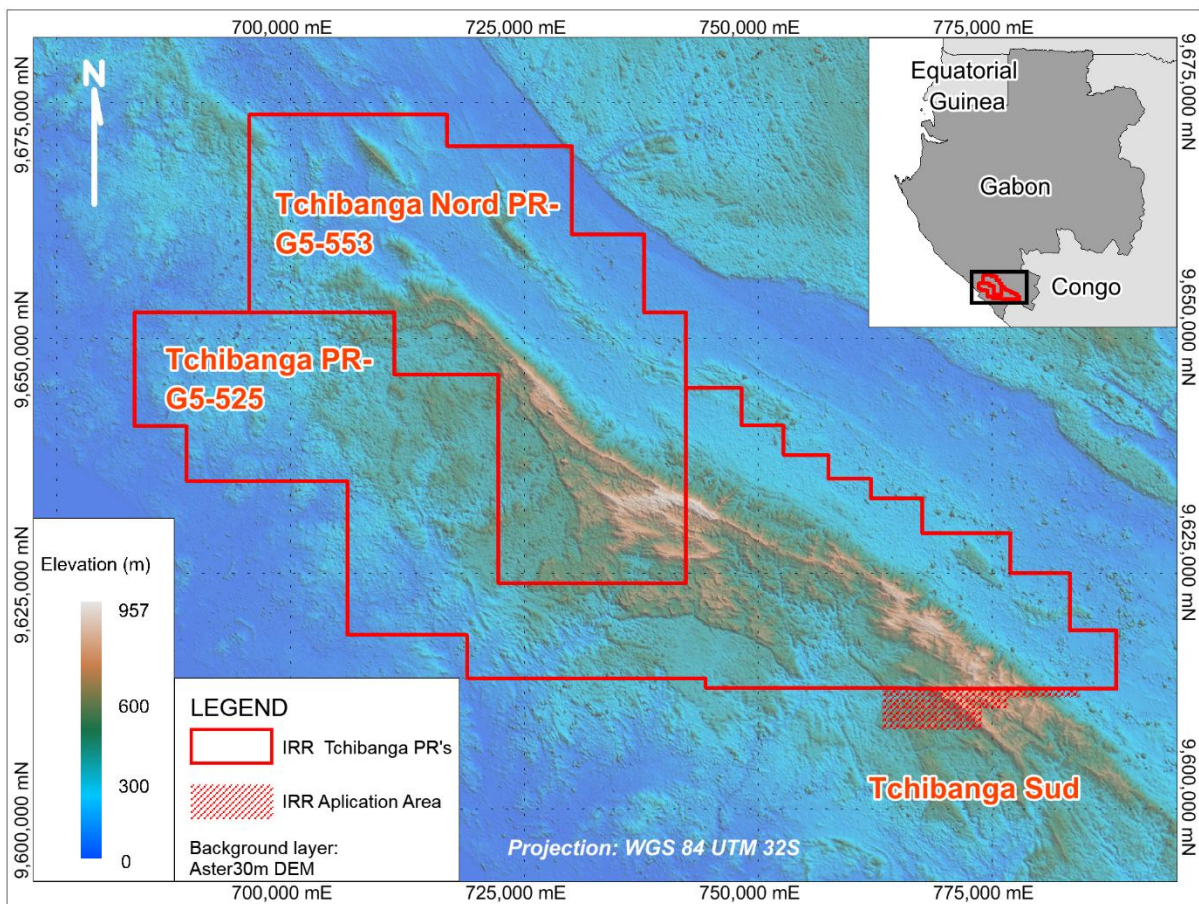 700,000 mE
725,000 mE
750,000 mE
775,000 mE
9,675,000 mN
9,650,000 mN
9,625,000 mN
9,600,000 mN
9,675,000 mN
9,650,000 mN
9,625,000 mN
9,600,000 mN
N
Equatorial
Guinea
Gabon
Congo
Tchibanga Nord PR-
G5-553
Tchibanga PR-
G5-525
Tchibanga Sud
Elevation (m)
957
600
300
0
LEGEND
IRR Tchibanga PR's
IRR Aplication Area
Background layer:
Aster30m DEM
Projection: WGS 84 UTM 32S
700,000 mE
725,000 mE
750,000 mE
775,000 mE